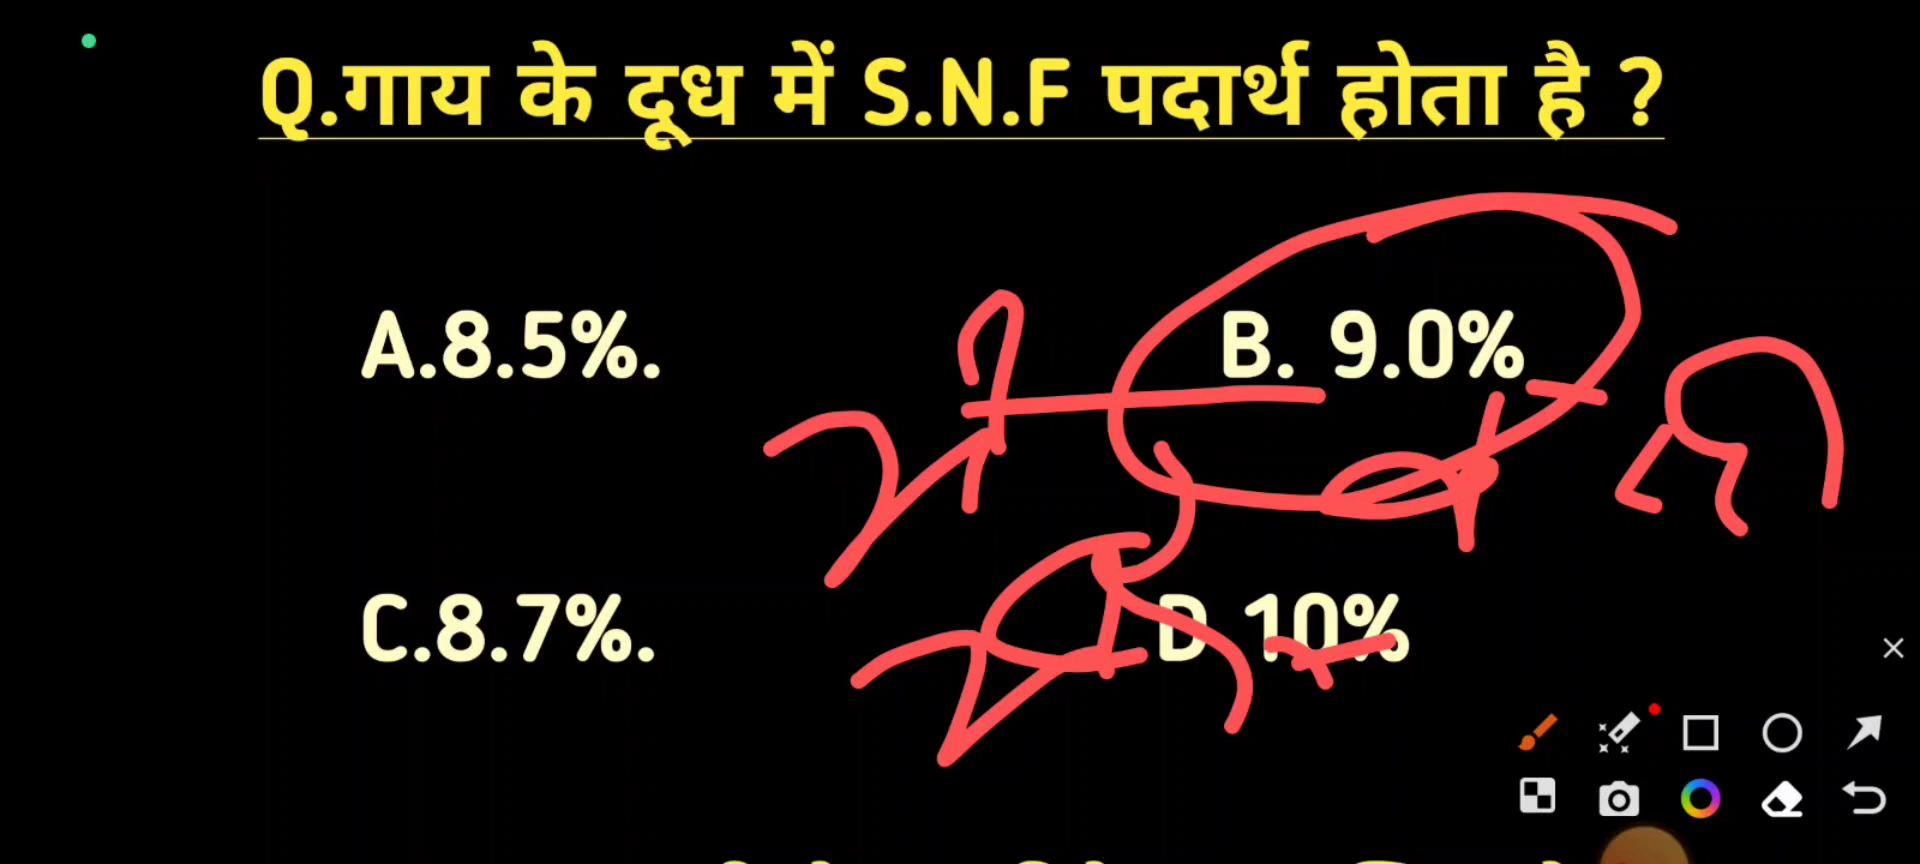 Q.गाय के दूध में S.N.F पदार्थ होता है ?
A.8.5%. B. 9.0%
C.8.7%. D 10%